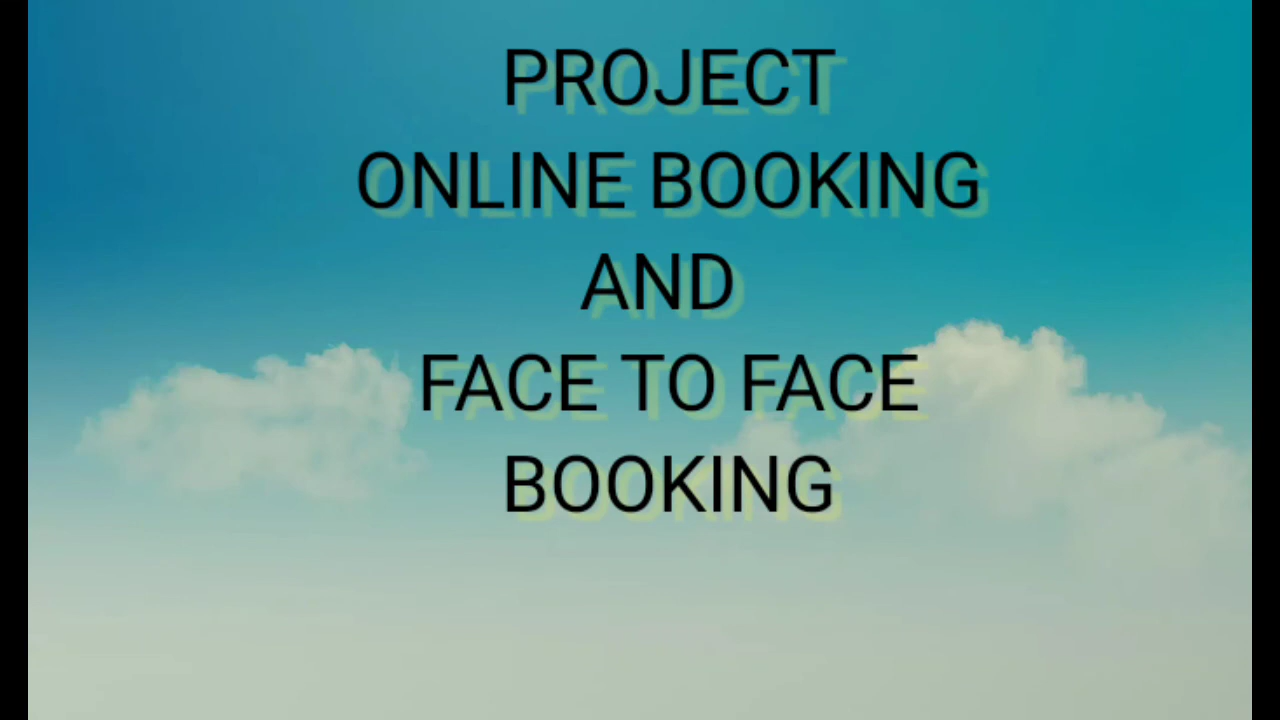 PROJECT
ONLINE BOOKING
AND
FACE TO FACE
BOOKING